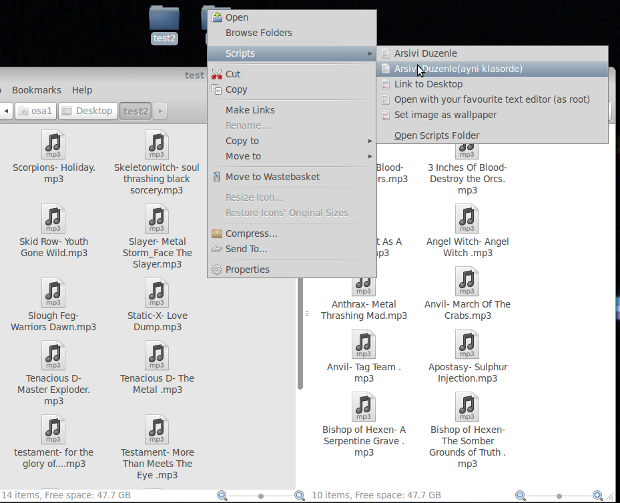 test2
Open
Browse Folders
Scripts
Cut
Copy
Make Links
Rename...
Copy to
Move to
Move to Wastebasket
Resize Icon...
Restore Icons' Original Sizes
Compress...
Send To...
Properties
Arsivi Duzenle
Arsivi Duzenle(ayni klasorde)
Link to Desktop
Open with your favourite text editor (as root)
Set image as wallpaper
Open Scripts Folder
test
Bookmarks Help
osa1 Desktop test2
mp3
Scorpions- Holiday.
mp3
mp3
Skeletonwitch- soul
thrashing black
sorcery.mp3
mp3
Skid Row- Youth
Gone Wild.mp3
mp3
Slayer- Metal
Storm_Face The
Slayer.mp3
mp3
Slough Feg-
Warriors Dawn.mp3
mp3
Static-X- Love
Dump.mp3
mp3
Tenacious D-
Master Exploder.
mp3
mp3
Tenacious D- The
Metal .mp3
mp3
testament- for the
glory of....mp3
mp3
Testament- More
Than Meets The
Eye .mp3
14 items, Free space: 47.7 GB
Blood-
rs.mp3
mp3
3 Inches Of Blood-
Destroy the Orcs.
mp3
t As A
mp3
mp3
Angel Witch- Angel
Witch .mp3
mp3
Anthrax- Metal
Thrashing Mad.mp3
mp3
Anvil- March Of The
Crabs.mp3
mp3
Anvil- Tag Team .
mp3
mp3
Apostasy- Sulphur
Injection.mp3
mp3
Bishop of Hexen- A
Serpentine Grave .
mp3
mp3
Bishop of Hexen-
The Somber
Grounds of Truth .
mp3
10 items, Free space: 47.7 GB